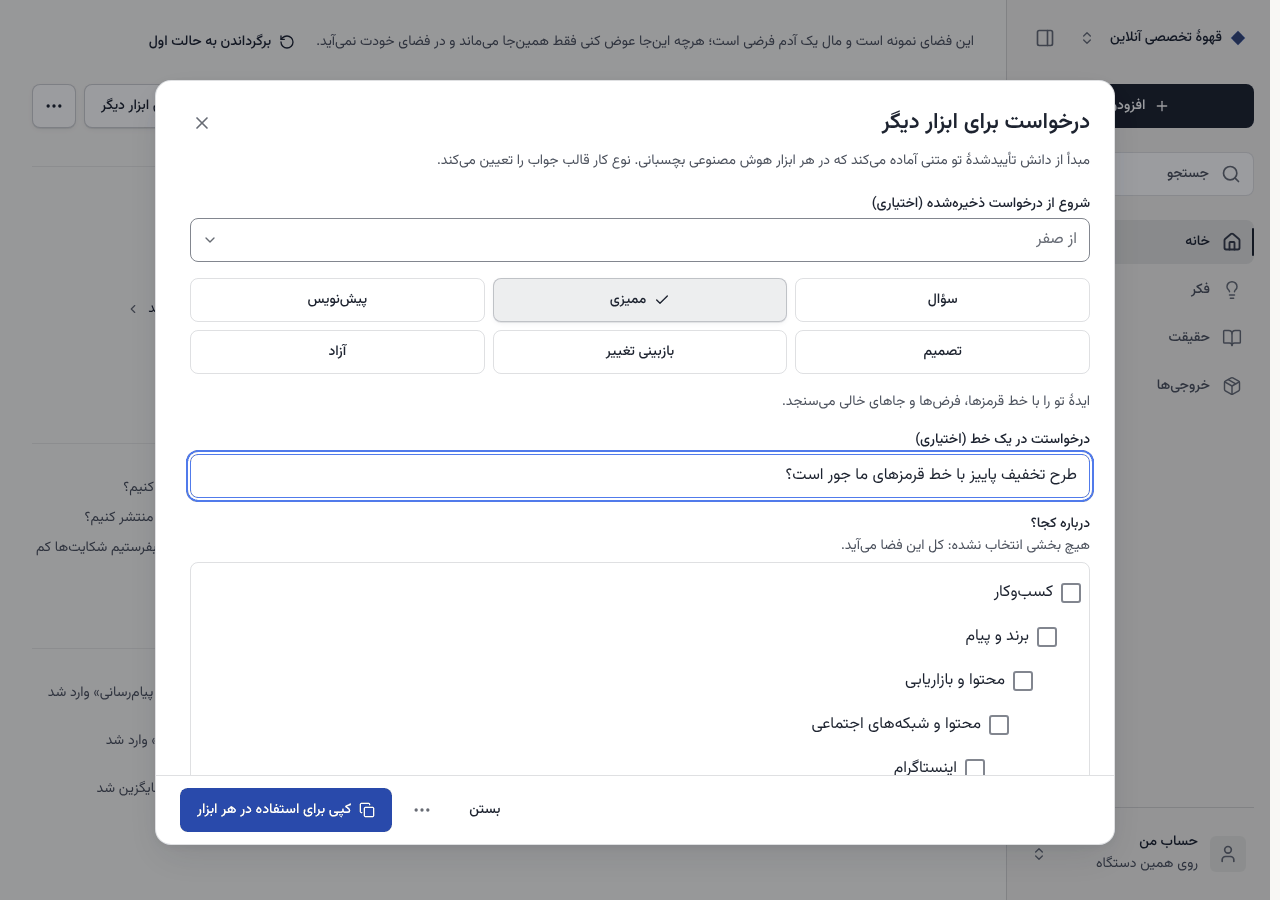 قهوهٔ تخصصی آنلاین
این فضای نمونه است و مال یک آدم فرضی است؛ هرچه این‌جا عوض کنی فقط همین‌جا می‌ماند و در فضای خودت نمی‌آید.
برگرداندن به حالت اول
ابزار دیگر
جستجو
خانه
فکر
حقیقت
خروجی‌ها
کنیم؟
منتشر کنیم؟
بفرستیم شکایت‌ها کم
پیام‌رسانی» وارد شد
» وارد شد
جایگزین شد
حساب من
روی همین دستگاه
درخواست برای ابزار دیگر
مبدأ از دانش تأییدشدهٔ تو متنی آماده می‌کند که در هر ابزار هوش مصنوعی بچسبانی. نوع کار قالب جواب را تعیین می‌کند.
شروع از درخواست ذخیره‌شده (اختیاری)
از صفر
سؤال
ممیزی
پیش‌نویس
تصمیم
بازبینی تغییر
آزاد
ایدهٔ تو را با خط قرمزها، فرض‌ها و جاهای خالی می‌سنجد.
درخواستت در یک خط (اختیاری)
طرح تخفیف پاییز با خط قرمزهای ما جور است؟
درباره کجا؟
هیچ بخشی انتخاب نشده: کل این فضا می‌آید.
کسب‌وکار
برند و پیام
محتوا و بازاریابی
محتوا و شبکه‌های اجتماعی
اینستاگرام
بستن
کپی برای استفاده در هر ابزار